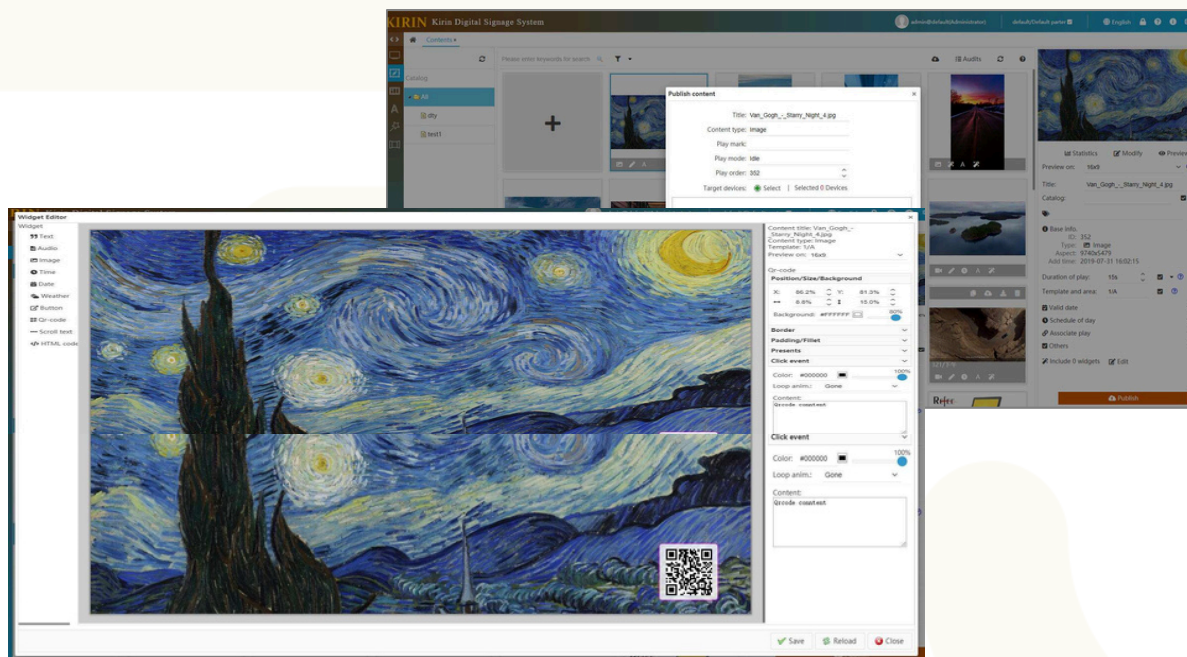 KIRIN Kirin Digital Signage System
admin@default(Administrator)
default/Default parter
English
Contents
Please enter keywords for search
Audits
Catalog
All
dty
test1
Publish content
Title: Van_Gogh_-_Starry_Night_4.jpg
Content type: Image
Play mark:
Play mode: Idle
Play order: 352
Target devices: Select | Selected 0 Devices
Statistics Modify Preview
Preview on: 16x9
Title: Van_Gogh_-_Starry_Night_4.jpg
Catalog:
Base info.
ID: 352
Type: Image
Aspect: 9740x5479
Add time: 2019-07-31 16:02:15
Duration of play: 156
Template and area: 1/A
Valid date
Schedule of day
Associate play
Others
Include 0 widgets Edit
Publish
Widget Editor
Widget
Text
Audio
Image
Time
Date
Weather
Button
Qr-code
Scroll text
HTML code
Content title: Van_Gogh_-
_Starry_Night_4.jpg
Content type: Image
Template: 1/A
Preview on: 16x9
Qr-code
Position/Size/Background
X: 86.2% Y: 81.3%
9.8% 15.0%
Background: #FFFFFF 80%
Border
Padding/Fillet
Presents
Click event
Color: #000000 100%
Loop anim.: Gone
Content:
Qrcode countent
Click event
Color: #000000 100%
Loop anim.: Gone
Content:
Qrcode countent
Save Reload Close